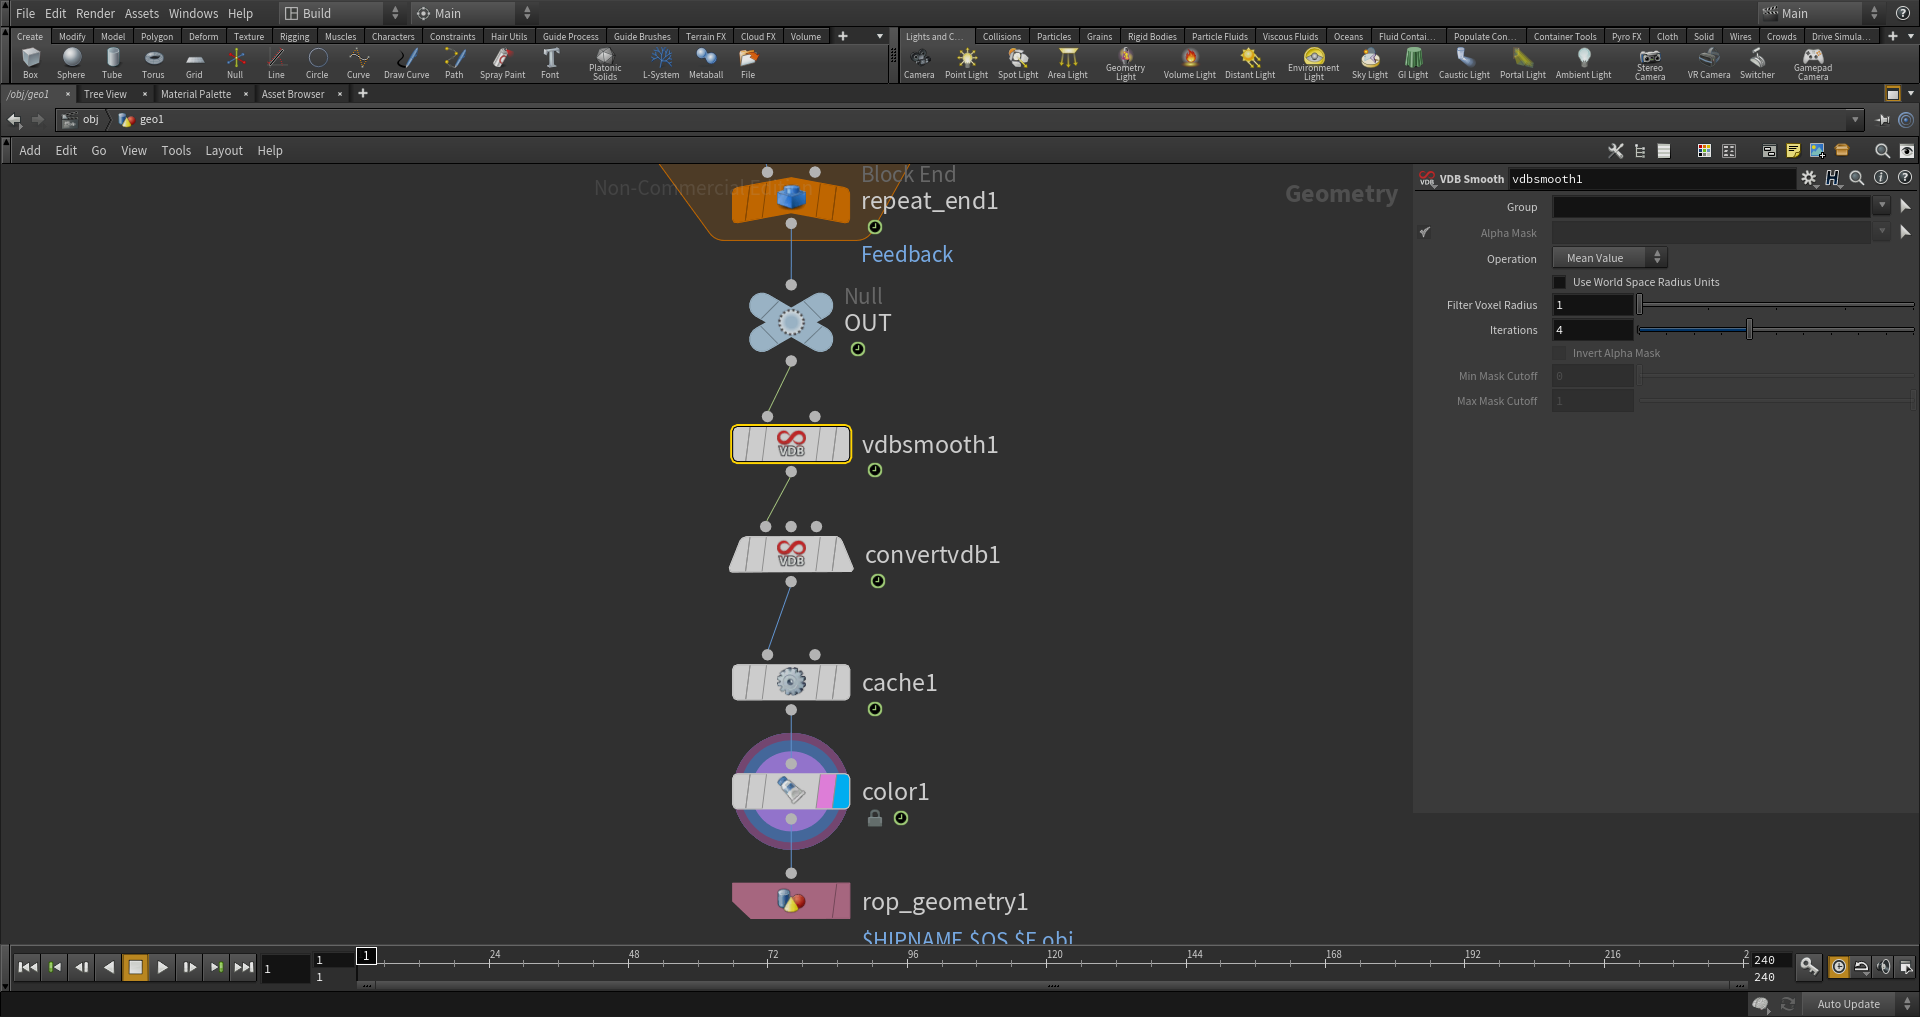 File Edit Render Assets Windows Help Build Main Main
Create Modify Model Polygon Deform Texture Rigging Muscles Characters Constraints Hair Utils Guide Process Guide Brushes Terrain FX Cloud FX Volume
Lights and C... Collisions Particles Grains Rigid Bodies Particle Fluids Viscous Fluids Oceans Fluid Contai... Populate Con... Container Tools Pyro FX Cloth Solid Wires Crowds Drive Simula...
Box Sphere Tube Torus Grid Null Line Circle Curve Draw Curve Path Spray Paint Font Platonic Solids L-System Metaball File
Camera Point Light Spot Light Area Light Geometry Light Volume Light Distant Light Environment Light Sky Light GI Light Caustic Light Portal Light Ambient Light Stereo Camera VR Camera Switcher Gamepad Camera
/obj/geo1 Tree View Material Palette Asset Browser
obj geo1
Add Edit Go View Tools Layout Help
Non-Commercial Edition
Geometry
Block End
repeat_end1
Feedback
Null
OUT
VDB
vdbsmooth1
VDB
convertvdb1
cache1
color1
rop_geometry1
$HIPNAME.$OS.$F.obj
VDB VDB Smooth vdbsmooth1
Group
Alpha Mask
Operation Mean Value
Use World Space Radius Units
Filter Voxel Radius 1
Iterations 4
Invert Alpha Mask
Min Mask Cutoff 0
Max Mask Cutoff 1
1 1 1 1 24 48 72 96 120 144 168 192 216 2 240 240
Auto Update